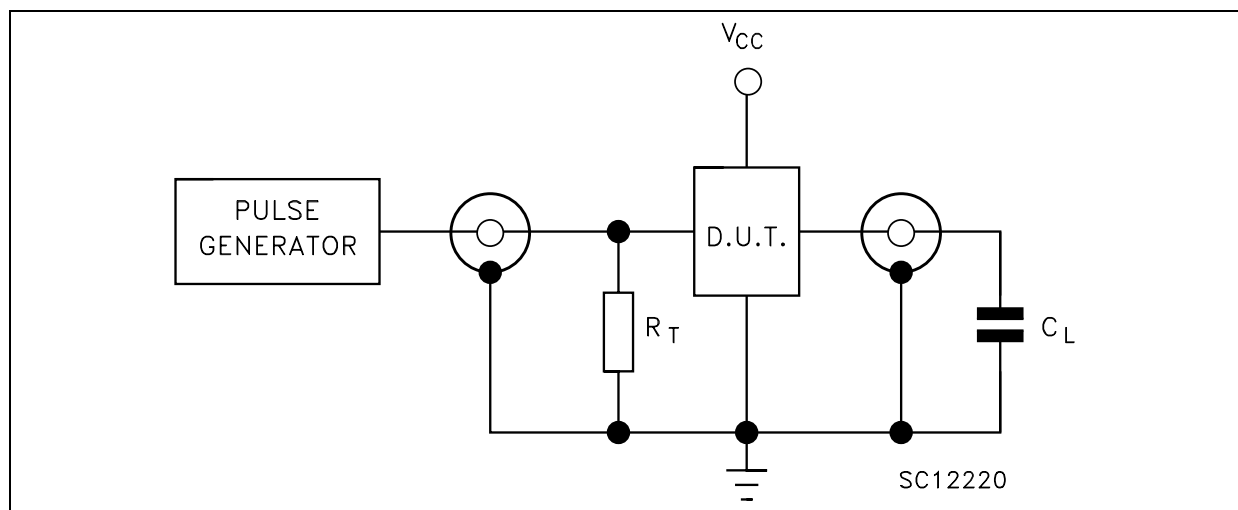 VCC
PULSE
GENERATOR
D.U.T.
RT
CL
SC12220